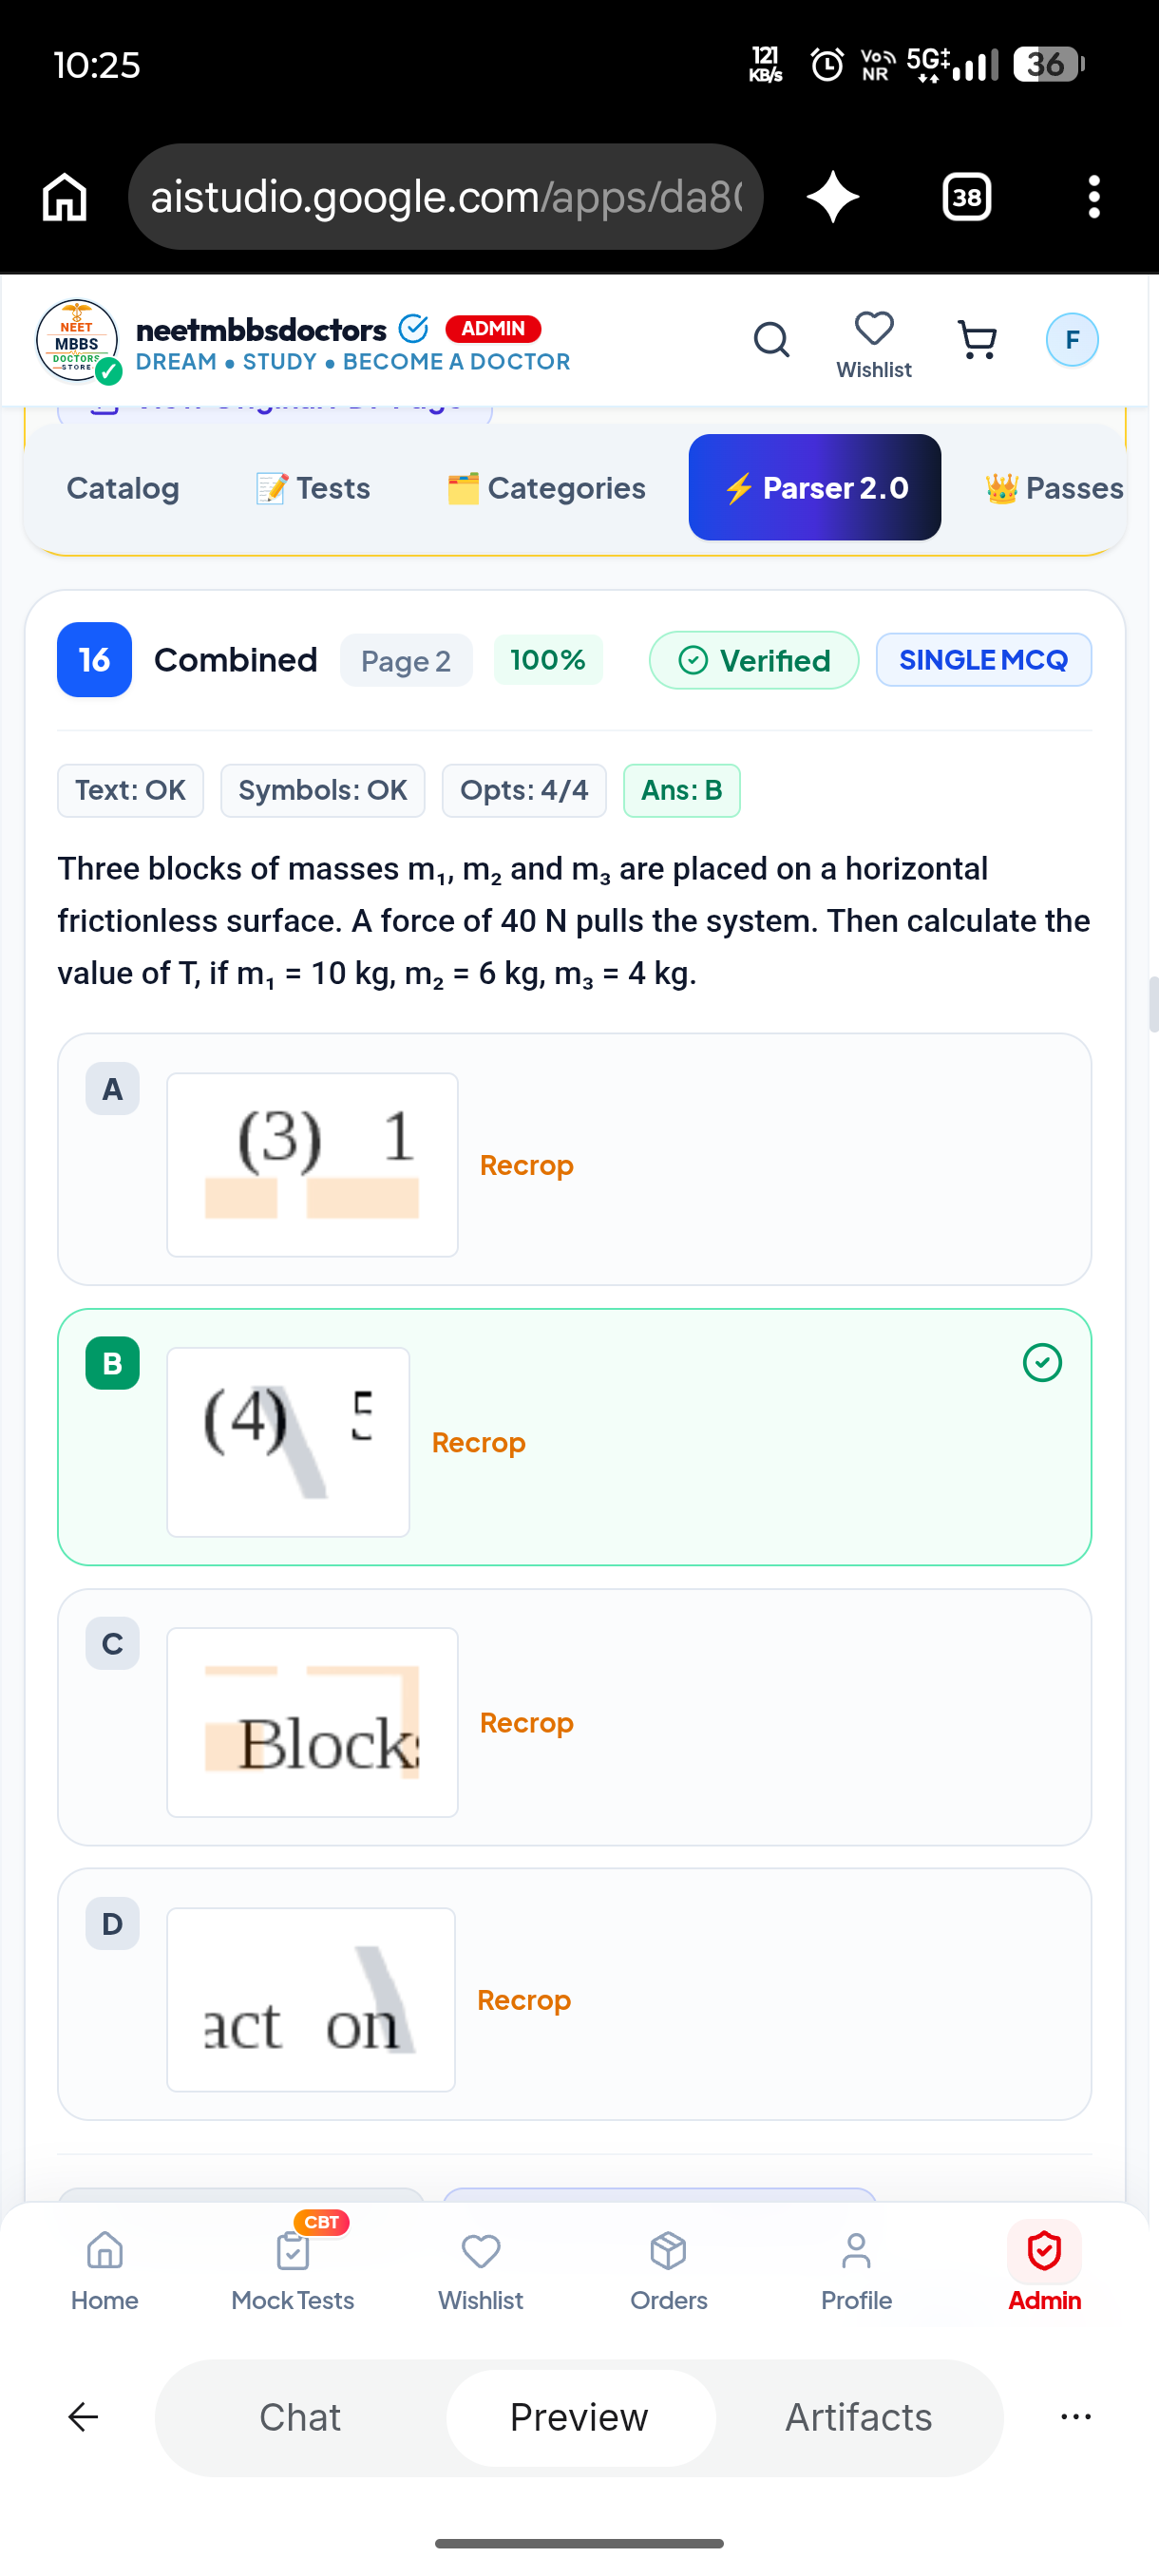 10:25
121
KB/s
Vo
NR
5G
36
aistudio.google.com/apps/da8
38
NEET
MBBS
DOCTORS
STORE
neetmbbsdoctors
ADMIN
DREAM • STUDY • BECOME A DOCTOR
Wishlist
F
Catalog
📝 Tests
🗂️ Categories
⚡ Parser 2.0
👑 Passes
16
Combined
Page 2
100%
Verified
SINGLE MCQ
Text: OK
Symbols: OK
Opts: 4/4
Ans: B
Three blocks of masses m₁, m₂ and m₃ are placed on a horizontal
frictionless surface. A force of 40 N pulls the system. Then calculate the
value of T, if m₁ = 10 kg, m₂ = 6 kg, m₃ = 4 kg.
A
(3) 1
Recrop
B
(4) 5
Recrop
C
Blocks
Recrop
D
act on
Recrop
CBT
Home
Mock Tests
Wishlist
Orders
Profile
Admin
Chat
Preview
Artifacts